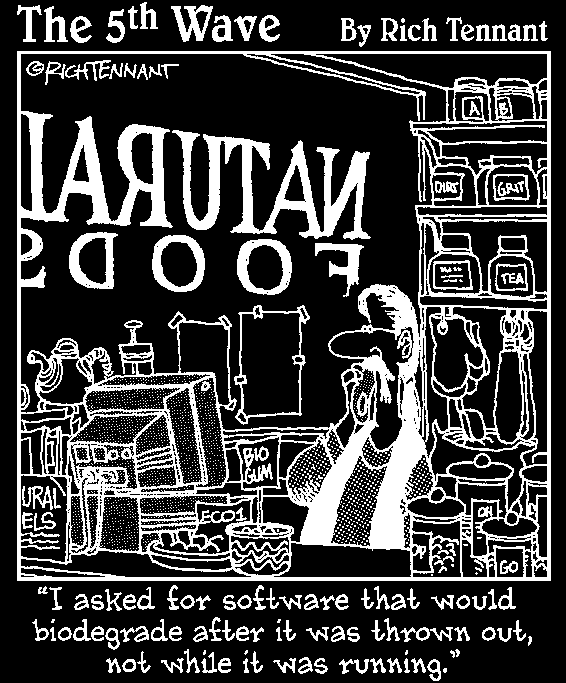 The 5th Wave
By Rich Tennant
©RICHTENNANT
NATURAL
FOODS
A
B
DIRT
GRIT
TEA
BIO
GUM
ECO1
URAL
ELS
OH
GO
"I asked for software that would
biodegrade after it was thrown out,
not while it was running."